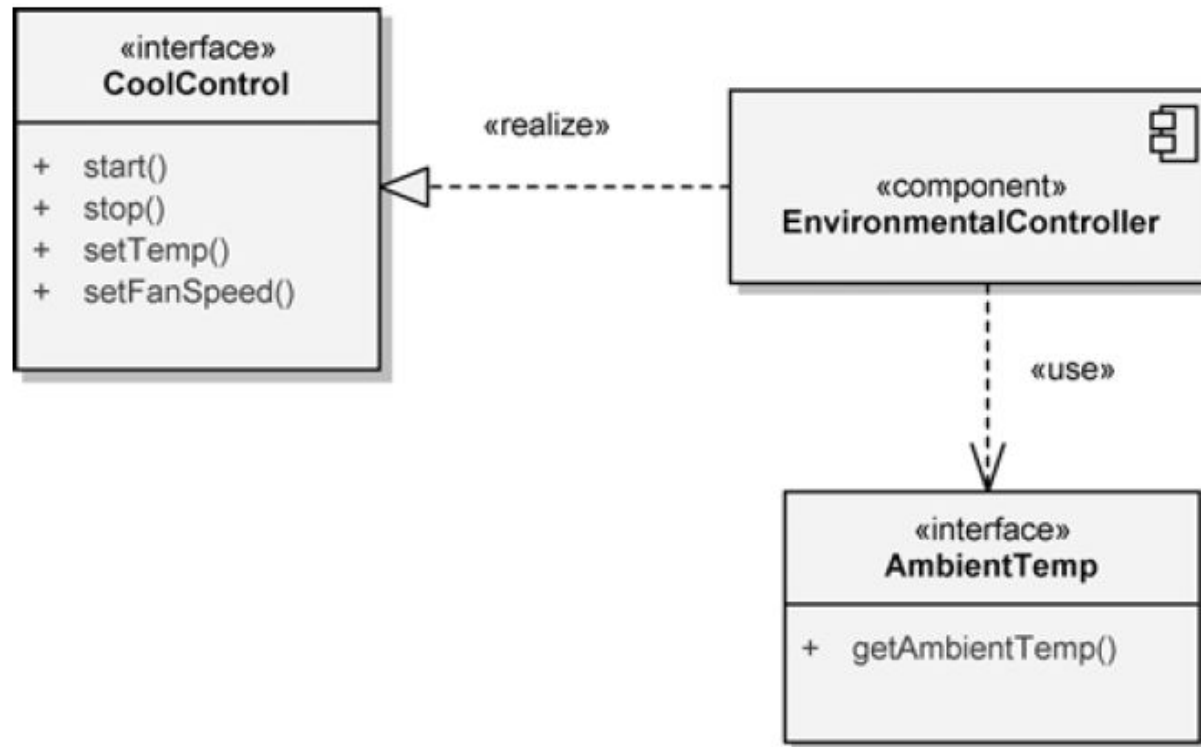 «interface»
CoolControl
+ start()
+ stop()
+ setTemp()
+ setFanSpeed()
«realize»
«component»
EnvironmentalController
«use»
«interface»
AmbientTemp
+ getAmbientTemp()